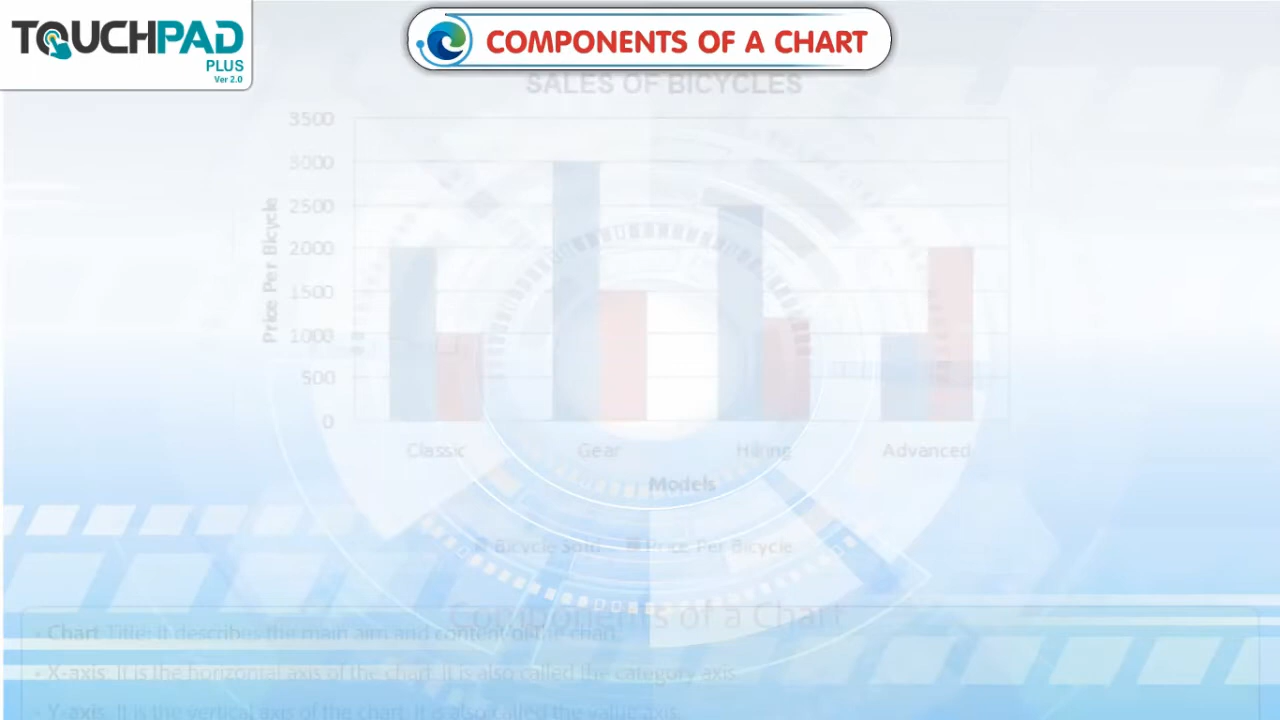 TOUCHPAD
PLUS
Ver 2.0
COMPONENTS OF A CHART
SALES OF BICYCLES
3500
3000
2500
2000
1500
1000
500
0
Price Per Bicycle
Classic
Gear
Hiking
Advanced
Models
Bicycle Sold
Price Per Bicycle
Components of a Chart
• Chart Title: It describes the main aim and content of the chart.
• X-axis: It is the horizontal axis of the chart. It is also called the category axis.
• Y-axis: It is the vertical axis of the chart. It is also called the value axis.